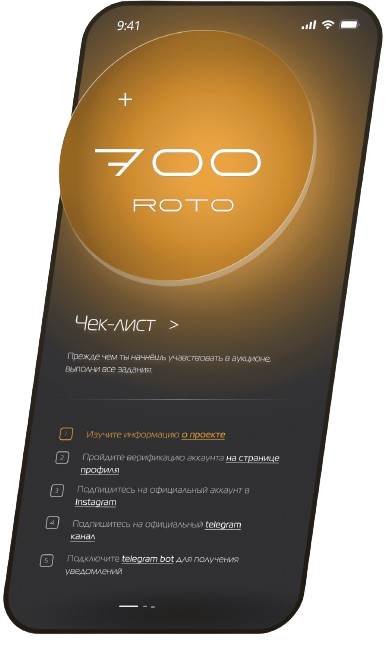 9:41
+
700
ROTO
Чек-лист >
Прежде чем ты начнёшь учавствовать в аукционе,
выполни все задания.
1 Изучите информацию о проекте
2 Пройдите верификацию аккаунта на странице
профиля
3 Подпишитесь на официальный аккаунт в
Instagram
4 Подпишитесь на официальный telegram
канал
5 Подключите telegram bot для получения
уведомлений